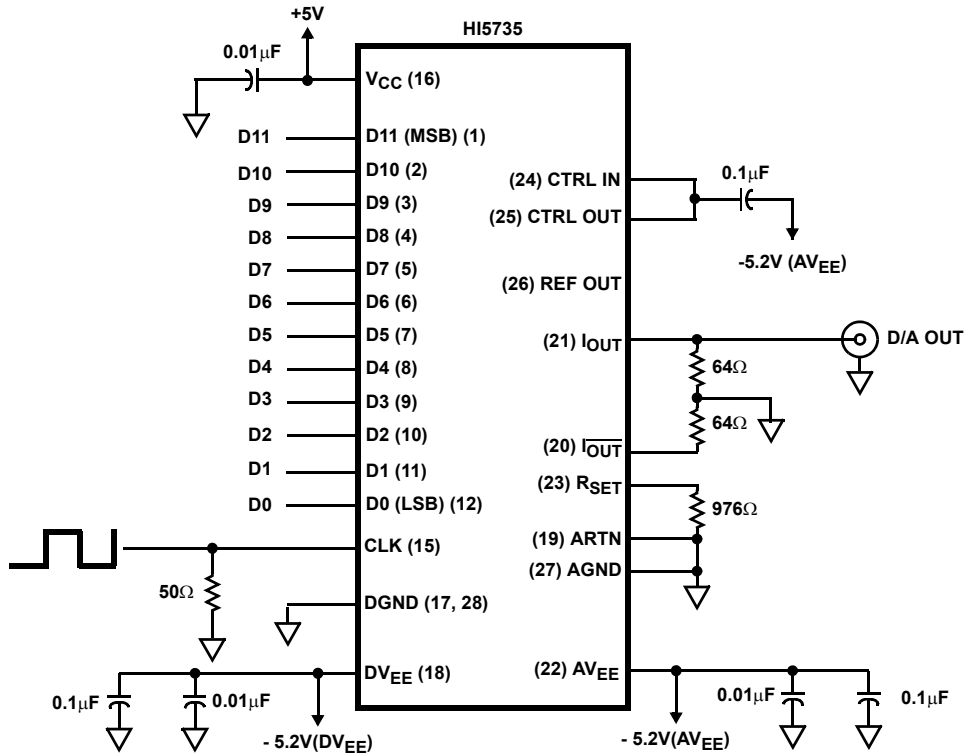 +5V
HI5735
0.01µF
VCC (16)
D11
D11 (MSB) (1)
D10
D10 (2)
D9
D9 (3)
D8
D8 (4)
D7
D7 (5)
D6
D6 (6)
D5
D5 (7)
D4
D4 (8)
D3
D3 (9)
D2
D2 (10)
D1
D1 (11)
D0
D0 (LSB) (12)
CLK (15)
50Ω
DGND (17, 28)
DVEE (18)
0.1µF
0.01µF
- 5.2V(DVEE)
(24) CTRL IN
0.1µF
(25) CTRL OUT
-5.2V (AVEE)
(26) REF OUT
(21) IOUT
D/A OUT
64Ω
64Ω
(20) I̅O̅U̅T̅
(23) RSET
976Ω
(19) ARTN
(27) AGND
(22) AVEE
0.01µF
0.1µF
- 5.2V(AVEE)